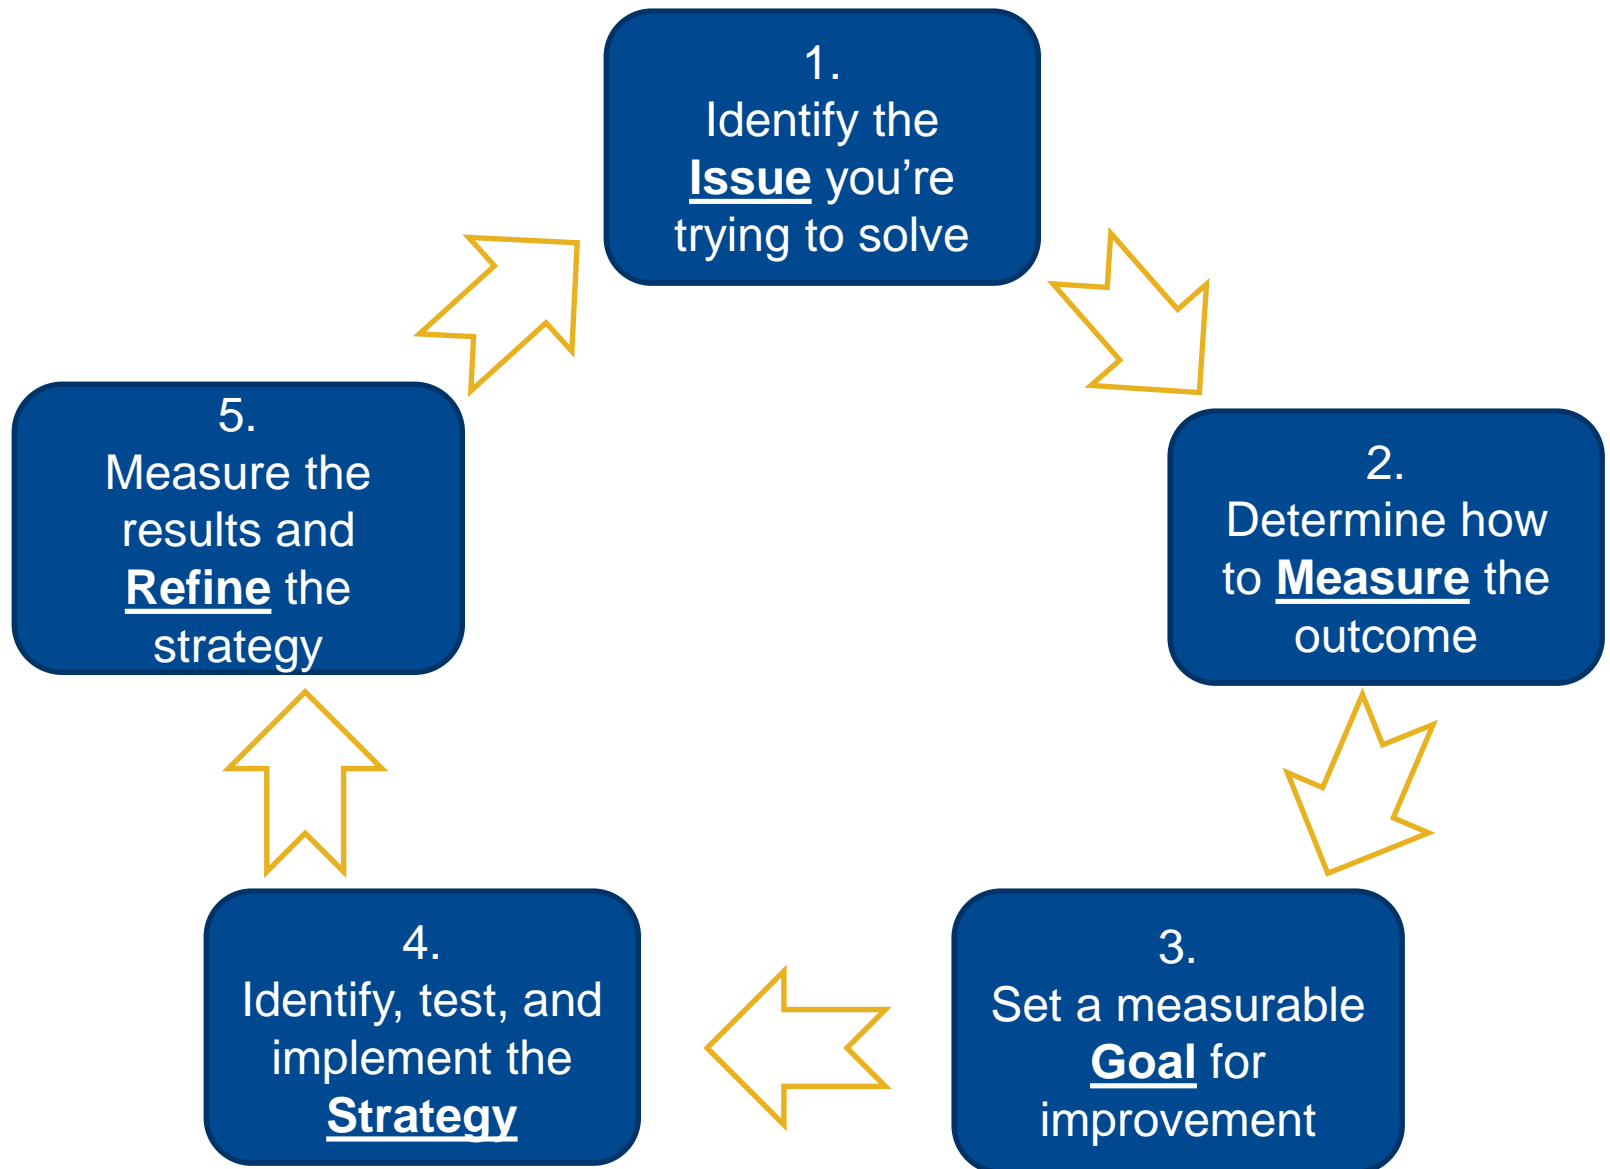 1.
Identify the
Issue you’re
trying to solve
2.
Determine how
to Measure the
outcome
3.
Set a measurable
Goal for
improvement
4.
Identify, test, and
implement the
Strategy
5.
Measure the
results and
Refine the
strategy